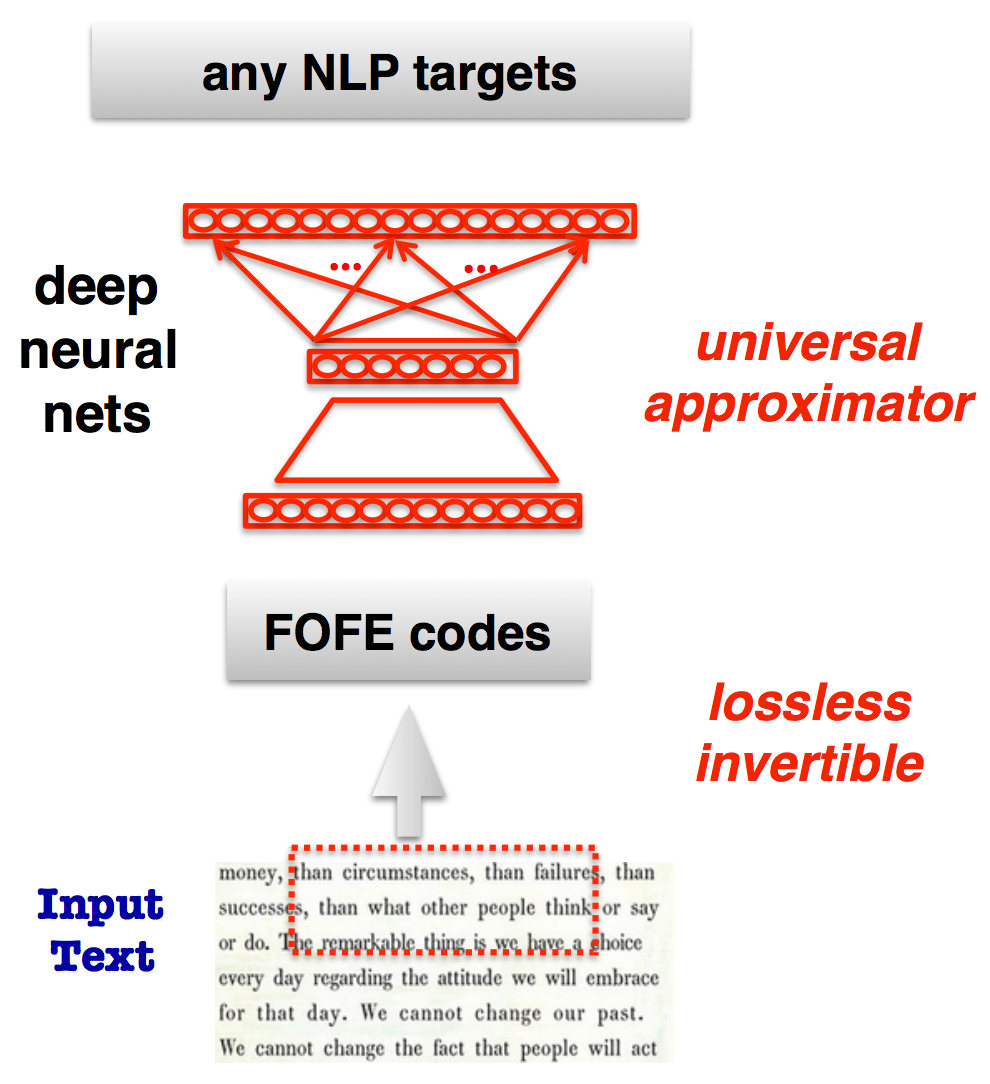 any NLP targets
deep
neural
nets
...
...
universal
approximator
FOFE codes
lossless
invertible
Input
Text
money, than circumstances, than failures, than
successes, than what other people think or say
or do. The remarkable thing is we have a choice
every day regarding the attitude we will embrace
for that day. We cannot change our past.
We cannot change the fact that people will act